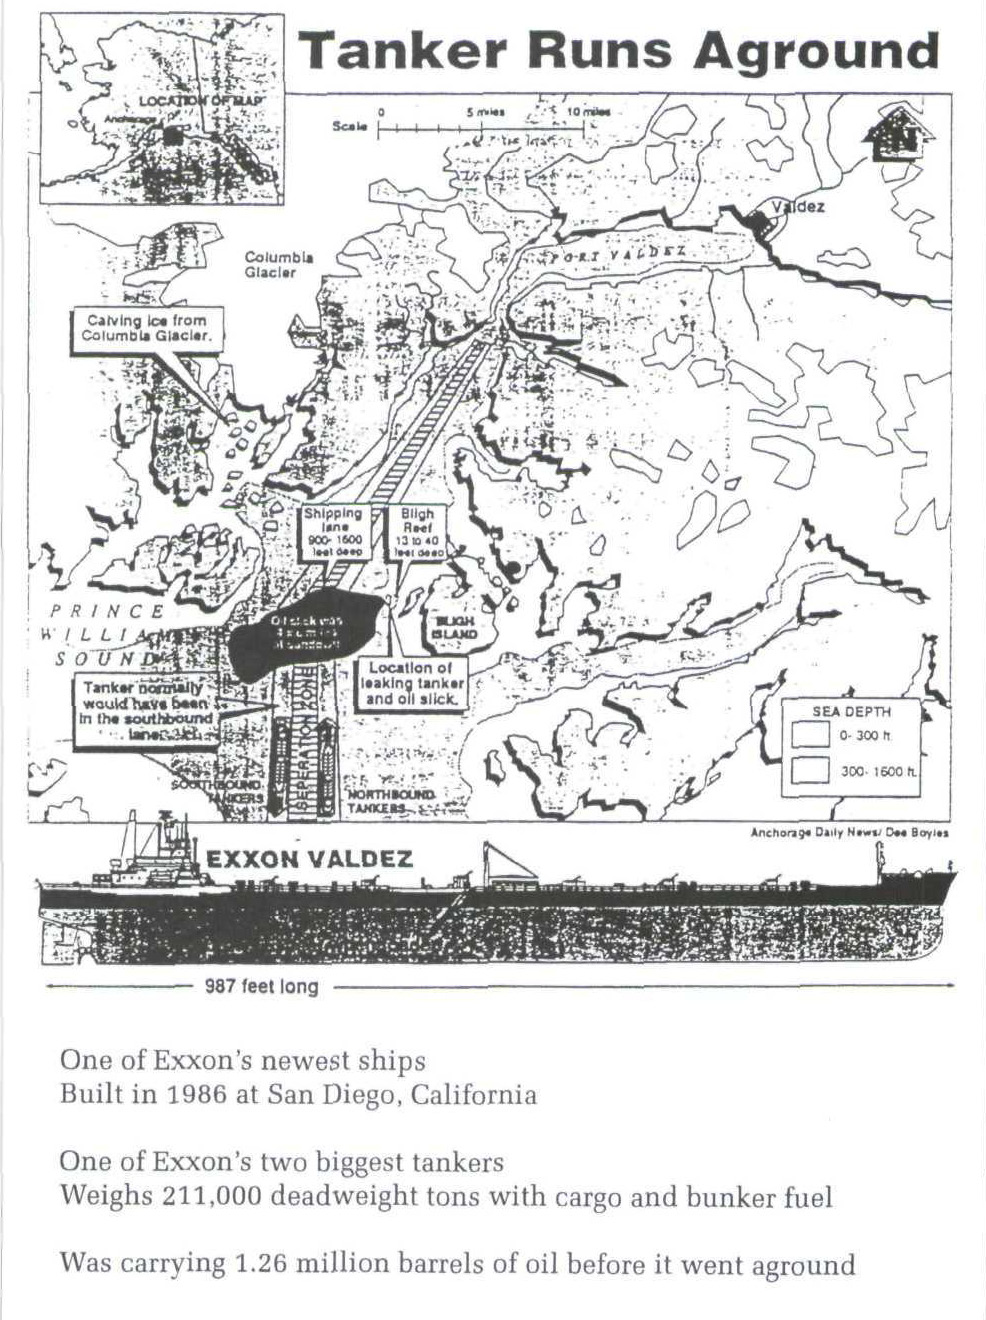 Tanker Runs Aground
LOCATION OF MAP
Anchorage
0 5 miles 10 miles
Scale
N
Valdez
PORT VALDEZ
Columbia
Glacier
Calving ice from
Columbia Glacier.
Shipping
lane
900-1600
feet deep
Bligh
Reef
13 to 40
feet deep
PRINCE
WILLIAM
SOUND
Oil slick was
BLIGH
ISLAND
Location of
leaking tanker
and oil slick.
Tanker normally
would have been
in the southbound
SEPERATION ZONE
SOUTHBOUND
TANKERS
NORTHBOUND
TANKERS
SEA DEPTH
0-300 ft.
300-1600 ft.
Anchorage Daily News/ Dee Boyles
EXXON VALDEZ
987 feet long
One of Exxon's newest ships
Built in 1986 at San Diego, California
One of Exxon's two biggest tankers
Weighs 211,000 deadweight tons with cargo and bunker fuel
Was carrying 1.26 million barrels of oil before it went aground